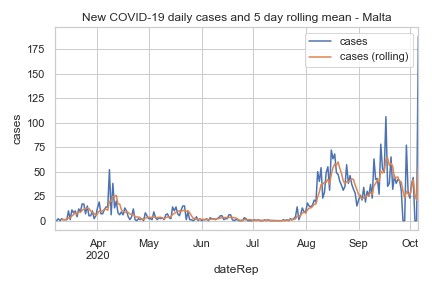 New COVID-19 daily cases and 5 day rolling mean - Malta
cases
cases (rolling)
175
150
125
100
75
50
25
0
cases
Apr May Jun Jul Aug Sep Oct
2020
dateRep